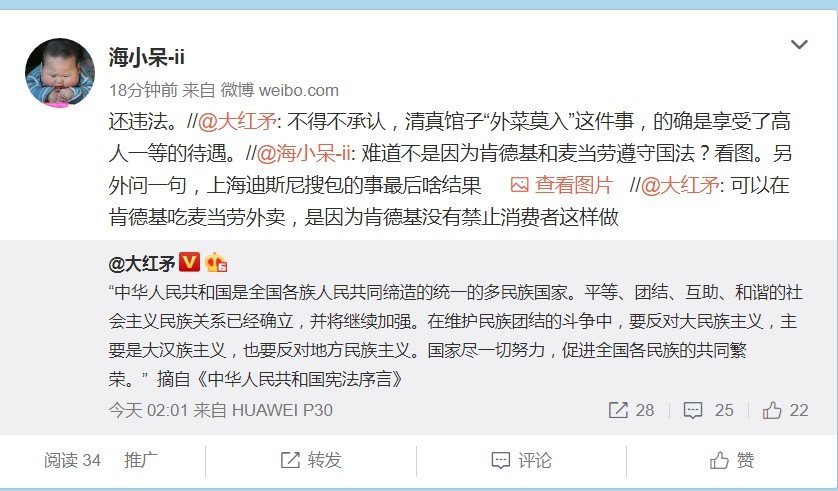 海小呆-ii
18分钟前 来自 微博 weibo.com
还违法。//@大红矛: 不得不承认，清真馆子“外菜莫入”这件事，的确是享受了高
人一等的待遇。//@海小呆-ii: 难道不是因为肯德基和麦当劳遵守国法？看图。另
外问一句，上海迪斯尼搜包的事最后啥结果 查看图片 //@大红矛: 可以在
肯德基吃麦当劳外卖，是因为肯德基没有禁止消费者这样做
@大红矛
“中华人民共和国是全国各族人民共同缔造的统一的多民族国家。平等、团结、互助、和谐的社
会主义民族关系已经确立，并将继续加强。在维护民族团结的斗争中，要反对大民族主义，主
要是大汉族主义，也要反对地方民族主义。国家尽一切努力，促进全国各民族的共同繁
荣。” 摘自《中华人民共和国宪法序言》
今天 02:01 来自 HUAWEI P30 28 25 22
阅读 34 推广 转发 评论 赞